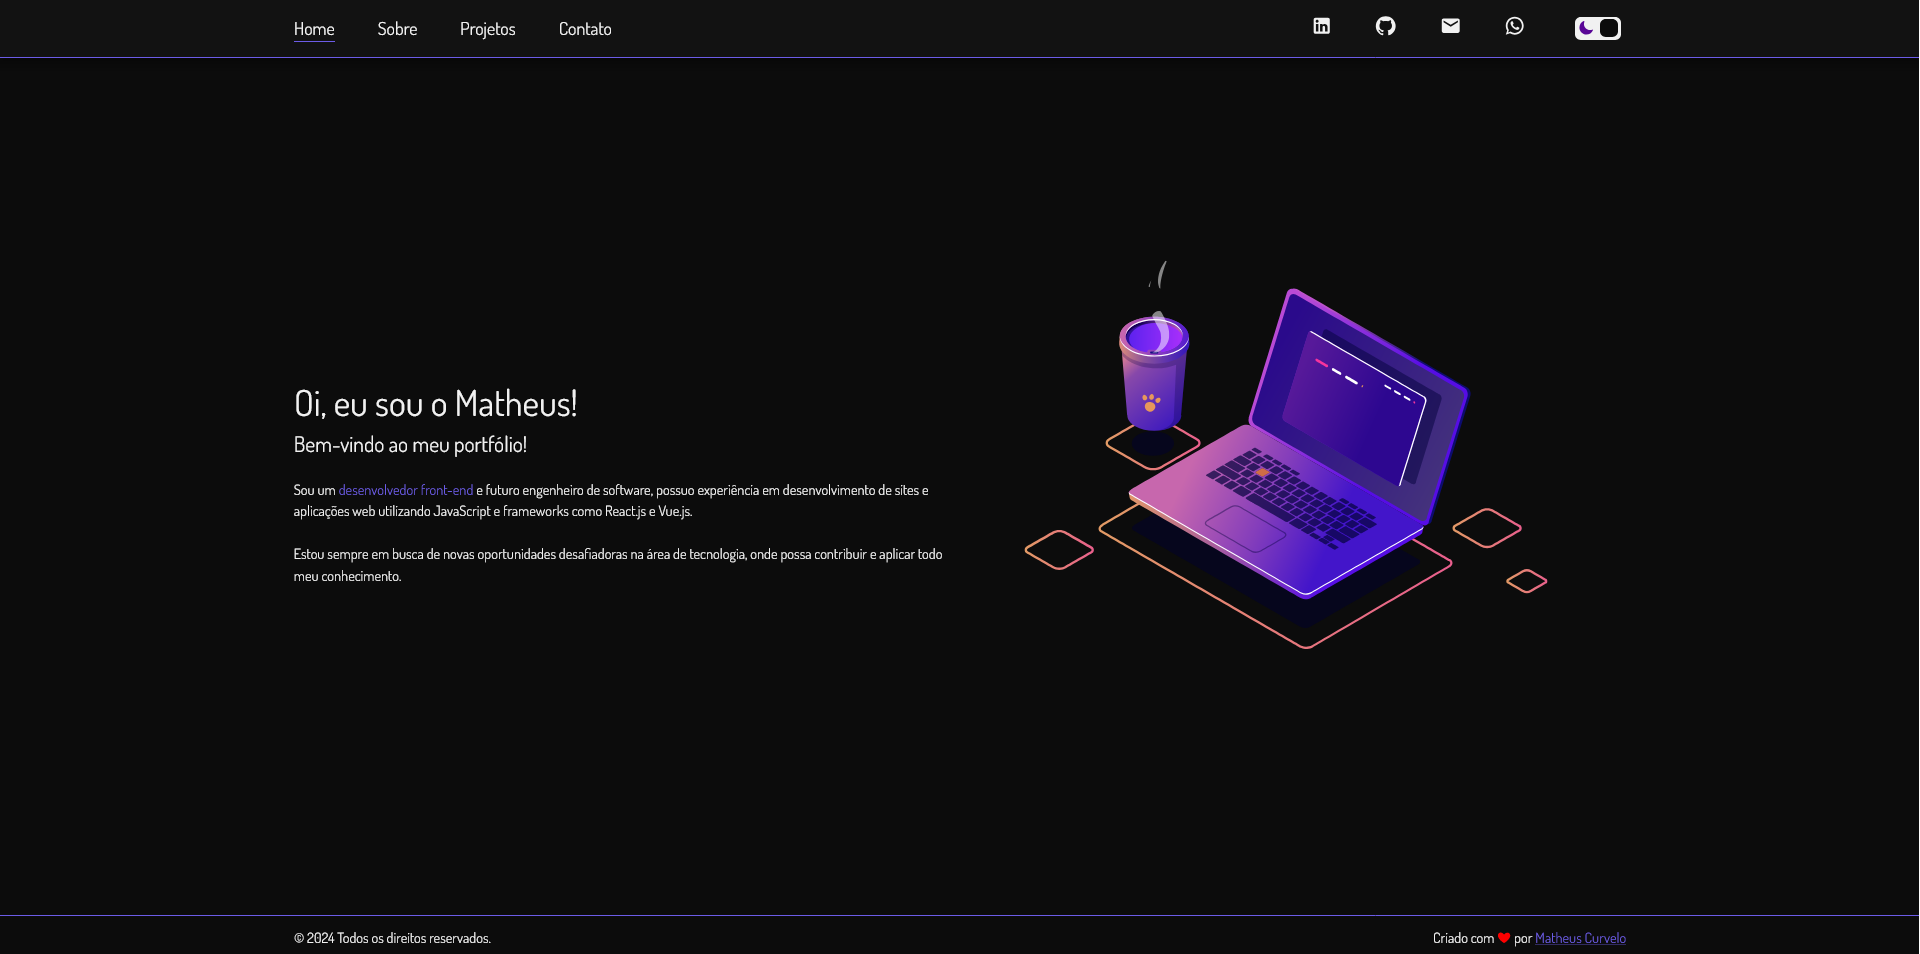 Home Sobre Projetos Contato
Oi, eu sou o Matheus!
Bem-vindo ao meu portfólio!
Sou um desenvolvedor front-end e futuro engenheiro de software, possuo experiência em desenvolvimento de sites e
aplicações web utilizando JavaScript e frameworks como React.js e Vue.js.
Estou sempre em busca de novas oportunidades desafiadoras na área de tecnologia, onde possa contribuir e aplicar todo
meu conhecimento.
© 2024 Todos os direitos reservados.
Criado com ❤ por Matheus Curvelo